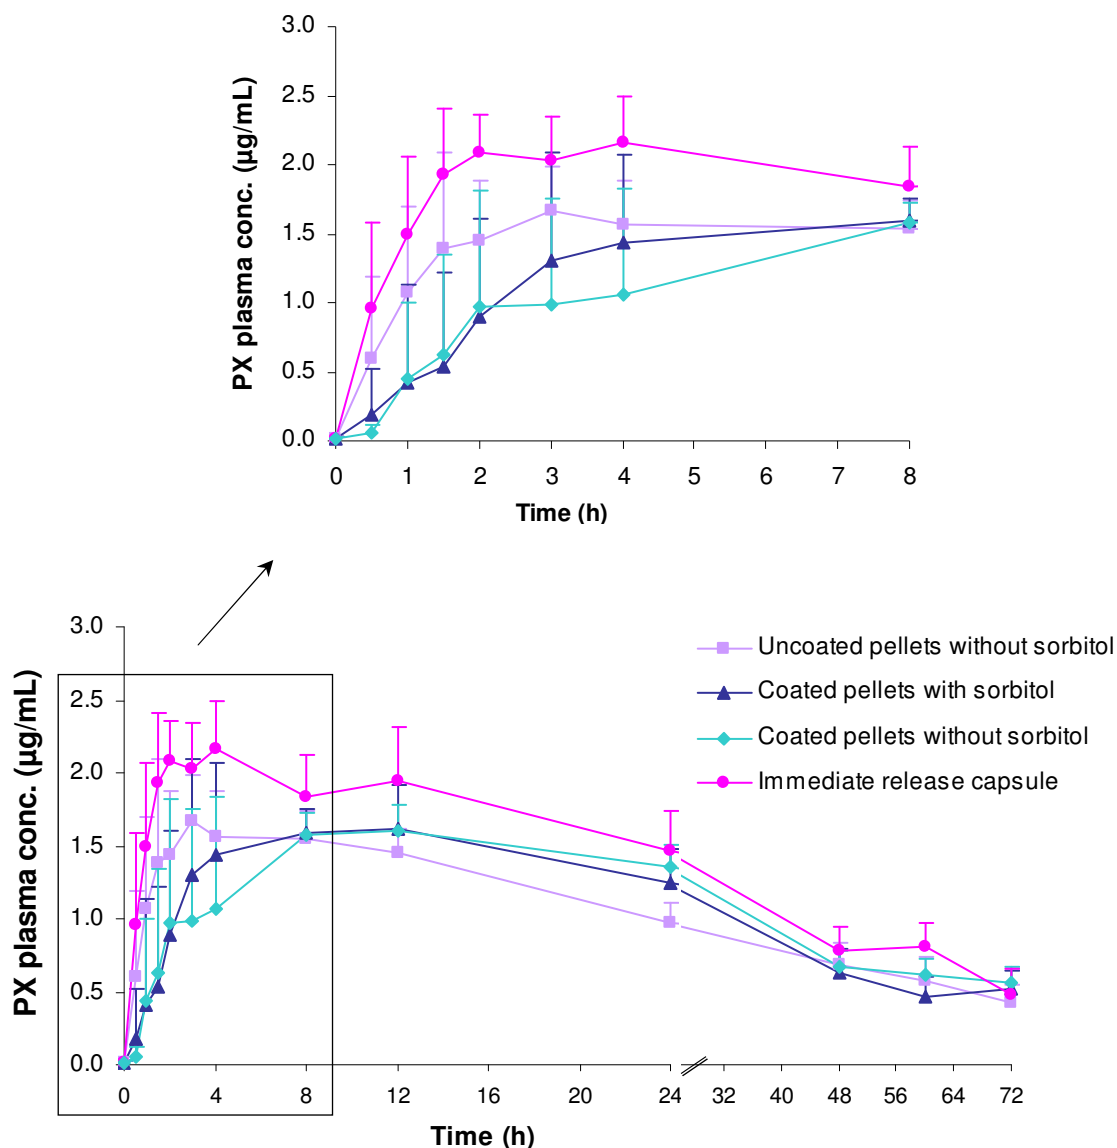 3.0
2.5
2.0
1.5
1.0
0.5
0.0
PX plasma conc. (µg/mL)
0 1 2 3 4 5 6 7 8
Time (h)
3.0
2.5
2.0
1.5
1.0
0.5
0.0
PX plasma conc. (µg/mL)
Uncoated pellets without sorbitol
Coated pellets with sorbitol
Coated pellets without sorbitol
Immediate release capsule
0 4 8 12 16 20 24 32 40 48 56 64 72
Time (h)